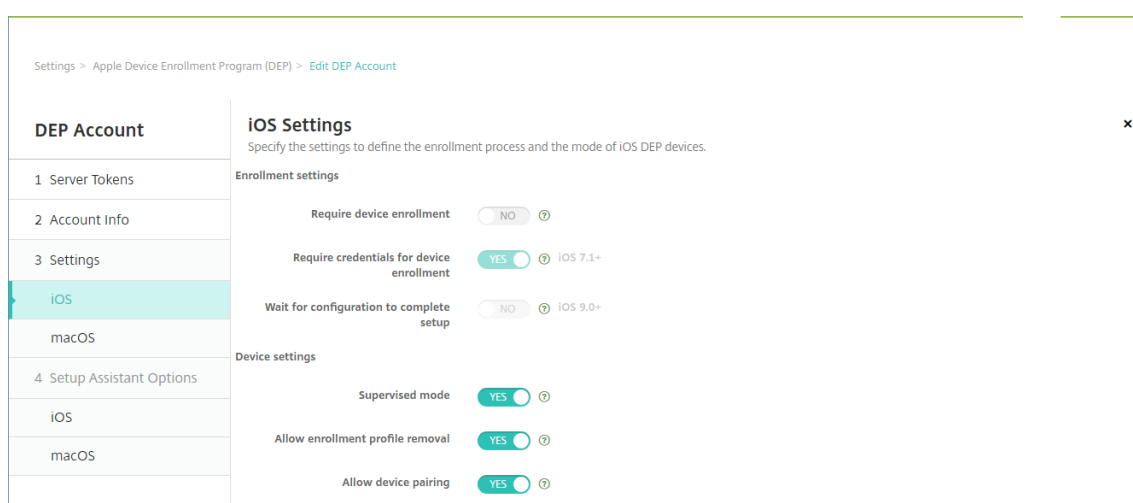 Settings > Apple Device Enrollment Program (DEP) > Edit DEP Account
DEP Account
1 Server Tokens
2 Account Info
3 Settings
iOS
macOS
4 Setup Assistant Options
iOS
macOS
iOS Settings
×
Specify the settings to define the enrollment process and the mode of iOS DEP devices.
Enrollment settings
Require device enrollment NO ?
Require credentials for device
enrollment YES ? iOS 7.1+
Wait for configuration to complete
setup NO ? iOS 9.0+
Device settings
Supervised mode YES ?
Allow enrollment profile removal YES ?
Allow device pairing YES ?